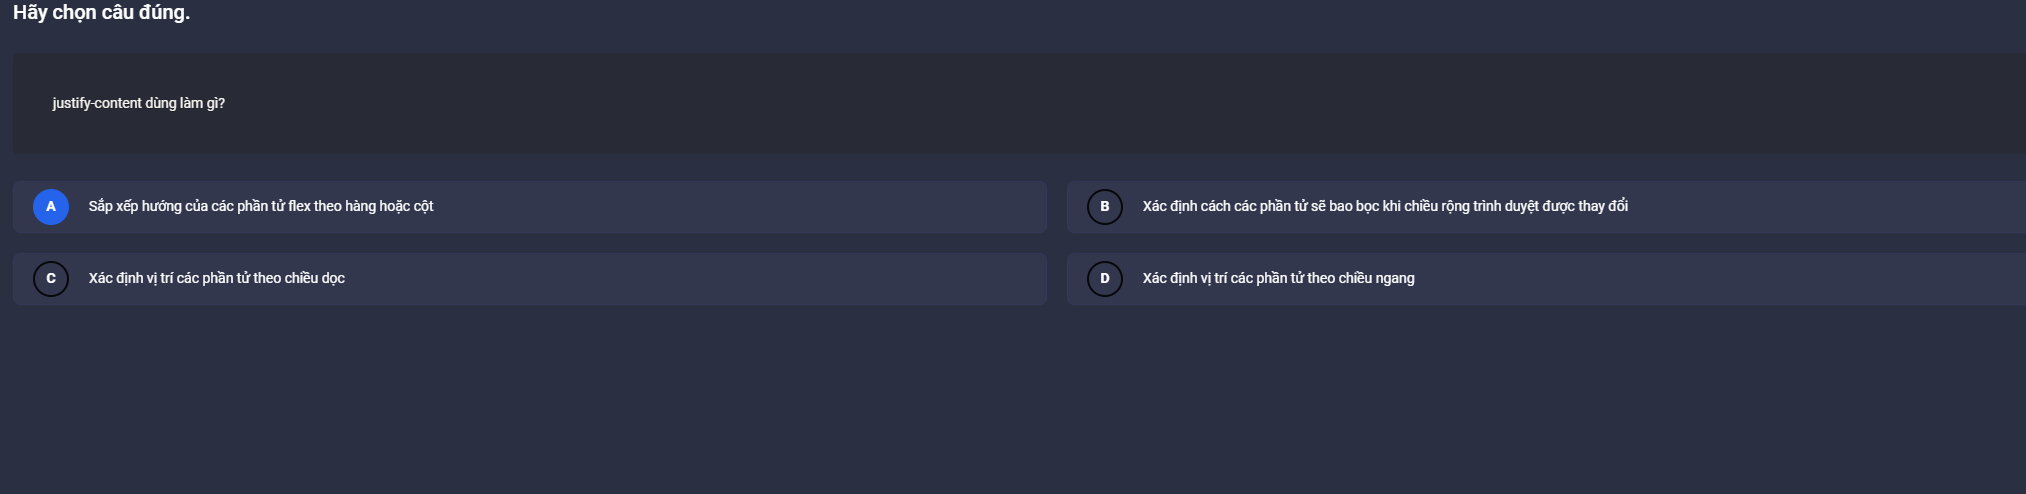 Hãy chọn câu đúng.
justify-content dùng làm gì?
A Sắp xếp hướng của các phần tử flex theo hàng hoặc cột
B Xác định cách các phần tử sẽ bao bọc khi chiều rộng trình duyệt được thay đổi
C Xác định vị trí các phần tử theo chiều dọc
D Xác định vị trí các phần tử theo chiều ngang